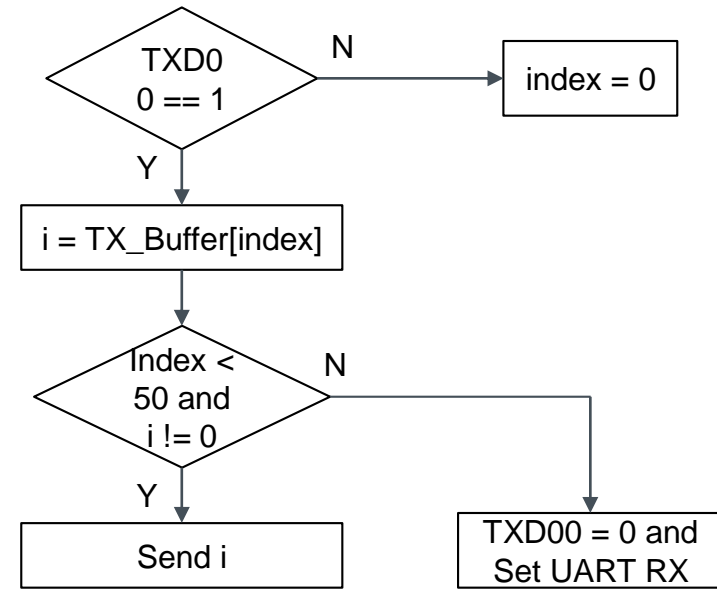 TXD0
0 == 1
N
index = 0
Y
i = TX_Buffer[index]
Index <
50 and
i != 0
N
Y
Send i
TXD00 = 0 and
Set UART RX